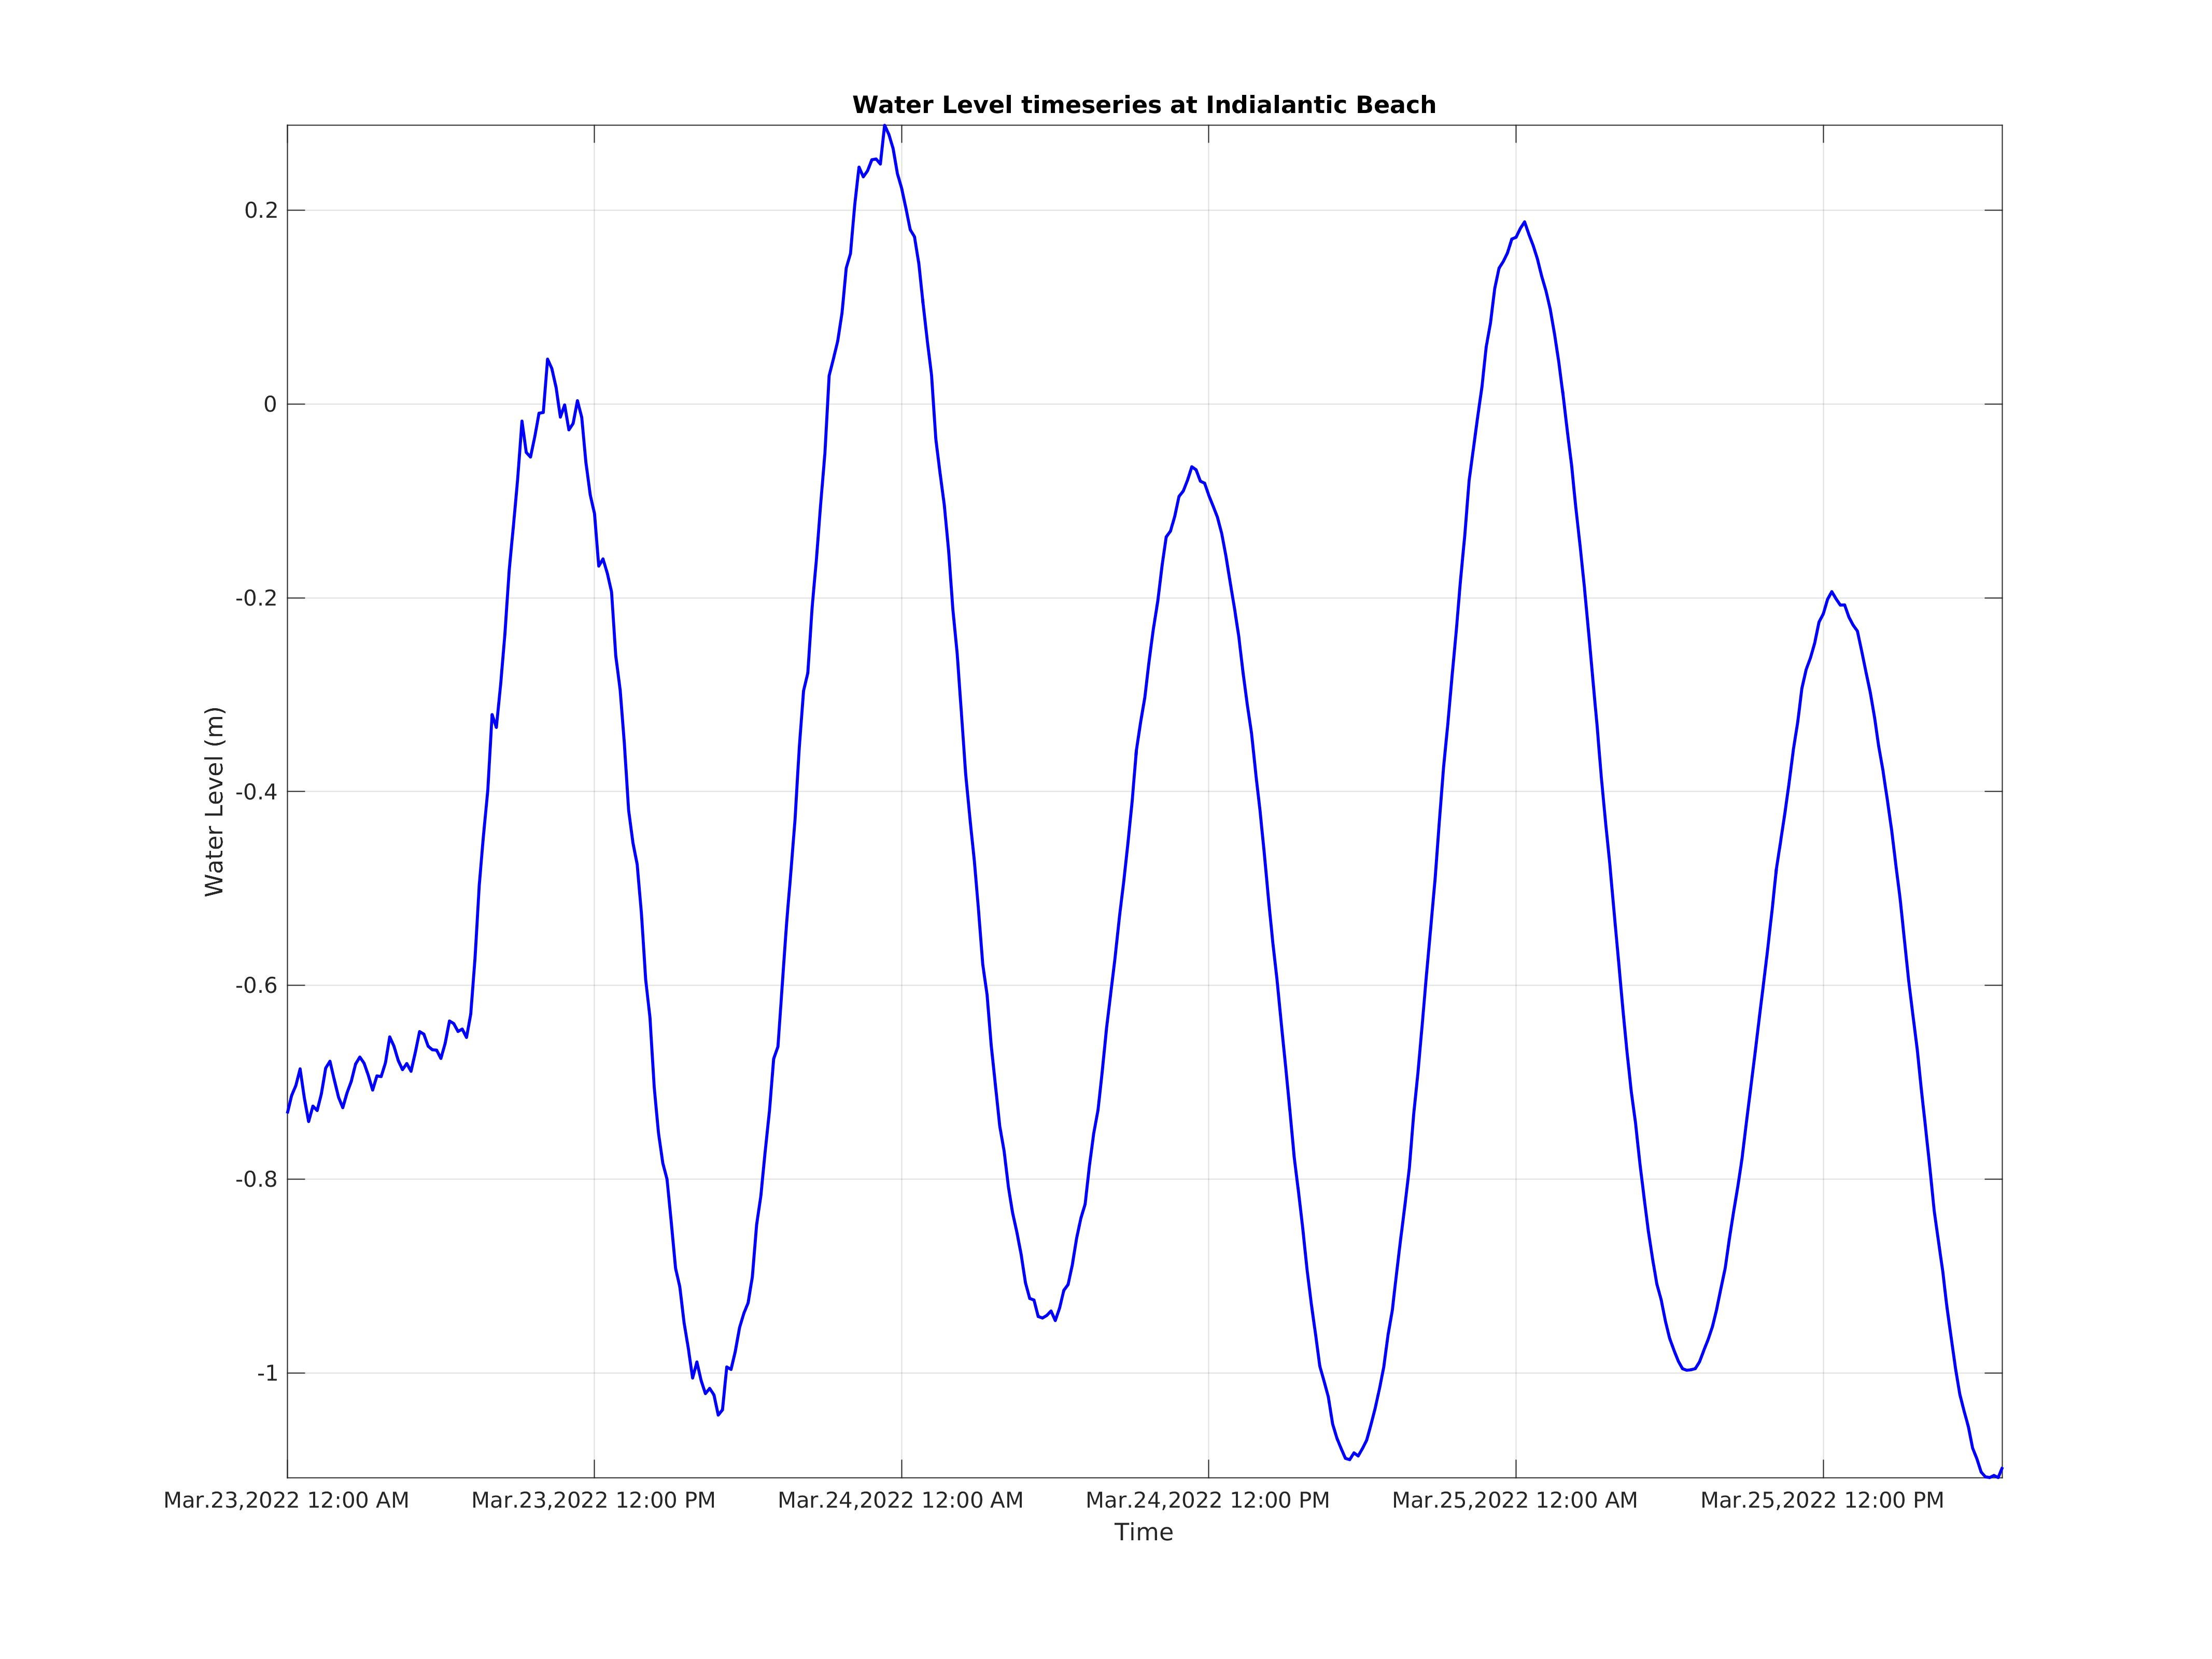 Water Level timeseries at Indialantic Beach
0.2
0
-0.2
-0.4
-0.6
-0.8
-1
Water Level (m)
Mar.23,2022 12:00 AM
Mar.23,2022 12:00 PM
Mar.24,2022 12:00 AM
Mar.24,2022 12:00 PM
Mar.25,2022 12:00 AM
Mar.25,2022 12:00 PM
Time